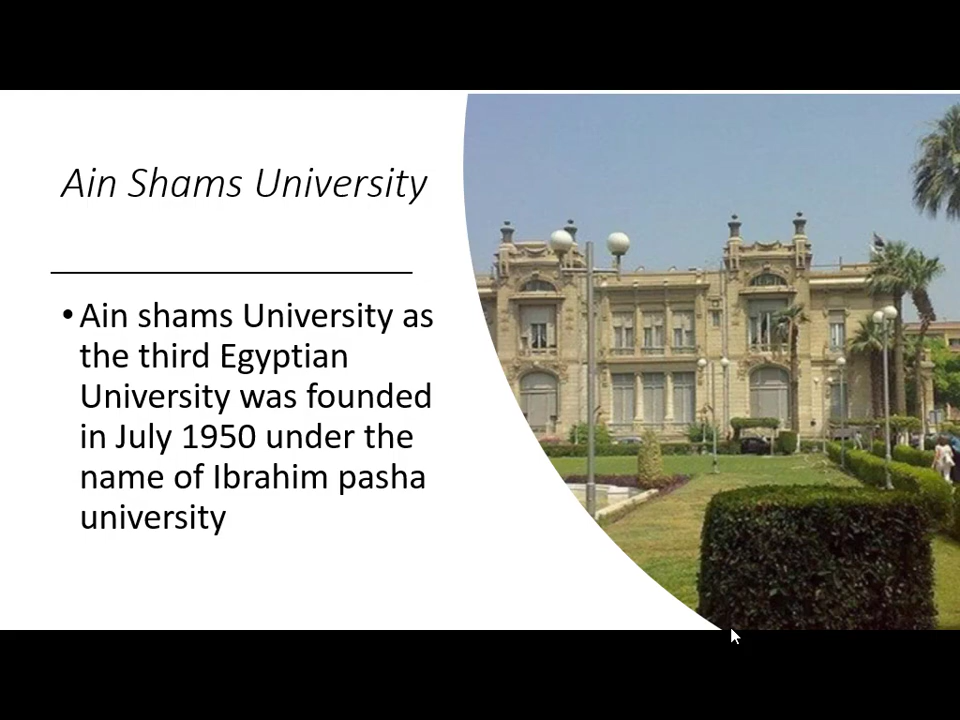 Ain Shams University
• Ain shams University as
the third Egyptian
University was founded
in July 1950 under the
name of Ibrahim pasha
university